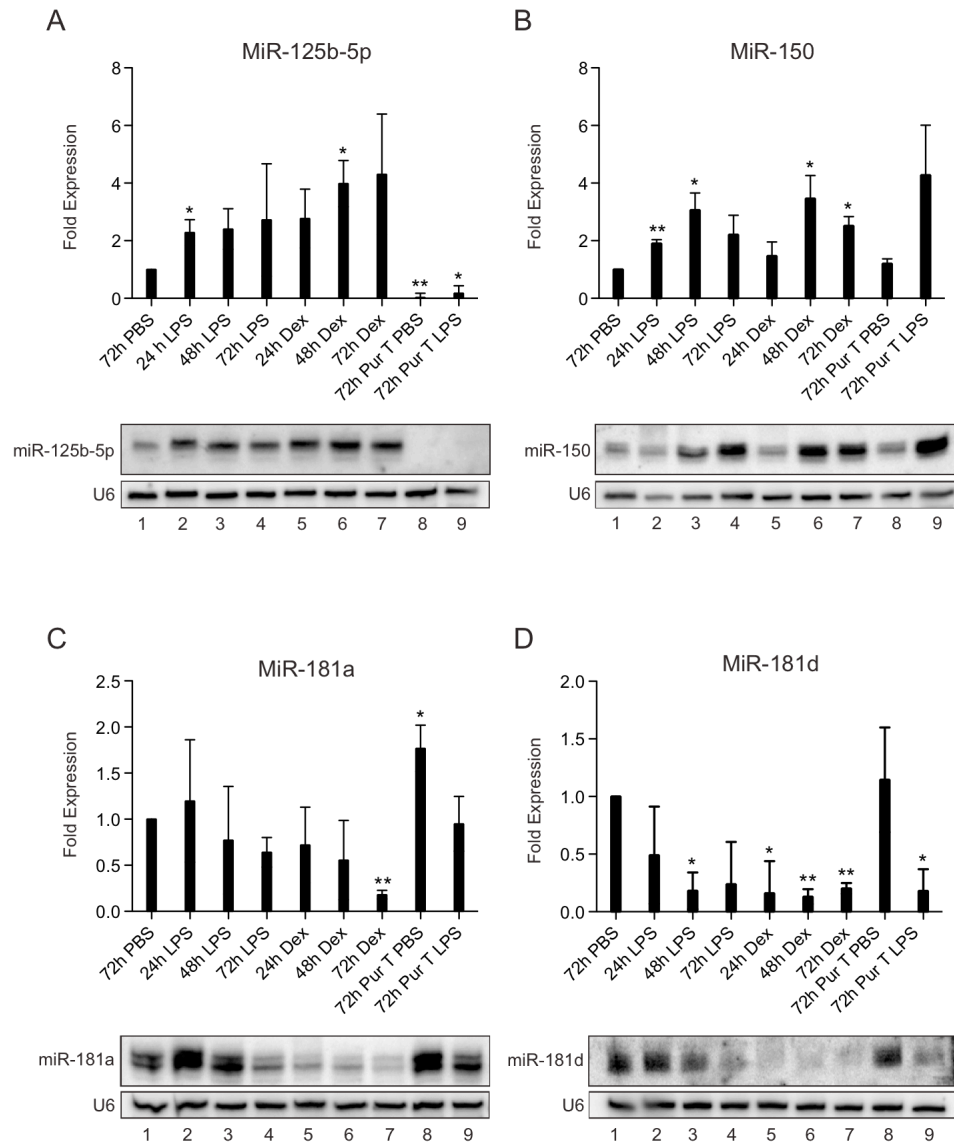 A
MiR-125b-5p
Fold Expression
8
6
4
2
0
*
*
**
*
72h PBS
24 h LPS
48h LPS
72h LPS
24h Dex
48h Dex
72h Dex
72h Pur T PBS
72h Pur T LPS
miR-125b-5p
U6
1 2 3 4 5 6 7 8 9
B
MiR-150
Fold Expression
8
6
4
2
0
**
*
*
*
72h PBS
24h LPS
48h LPS
72h LPS
24h Dex
48h Dex
72h Dex
72h Pur T PBS
72h Pur T LPS
miR-150
U6
1 2 3 4 5 6 7 8 9
C
MiR-181a
Fold Expression
2.5
2.0
1.5
1.0
0.5
0.0
**
*
72h PBS
24h LPS
48h LPS
72h LPS
24h Dex
48h Dex
72h Dex
72h Pur T PBS
72h Pur T LPS
miR-181a
U6
1 2 3 4 5 6 7 8 9
D
MiR-181d
Fold Expression
2.0
1.5
1.0
0.5
0.0
*
*
**
**
*
72h PBS
24h LPS
48h LPS
72h LPS
24h Dex
48h Dex
72h Dex
72h Pur T PBS
72h Pur T LPS
miR-181d
U6
1 2 3 4 5 6 7 8 9